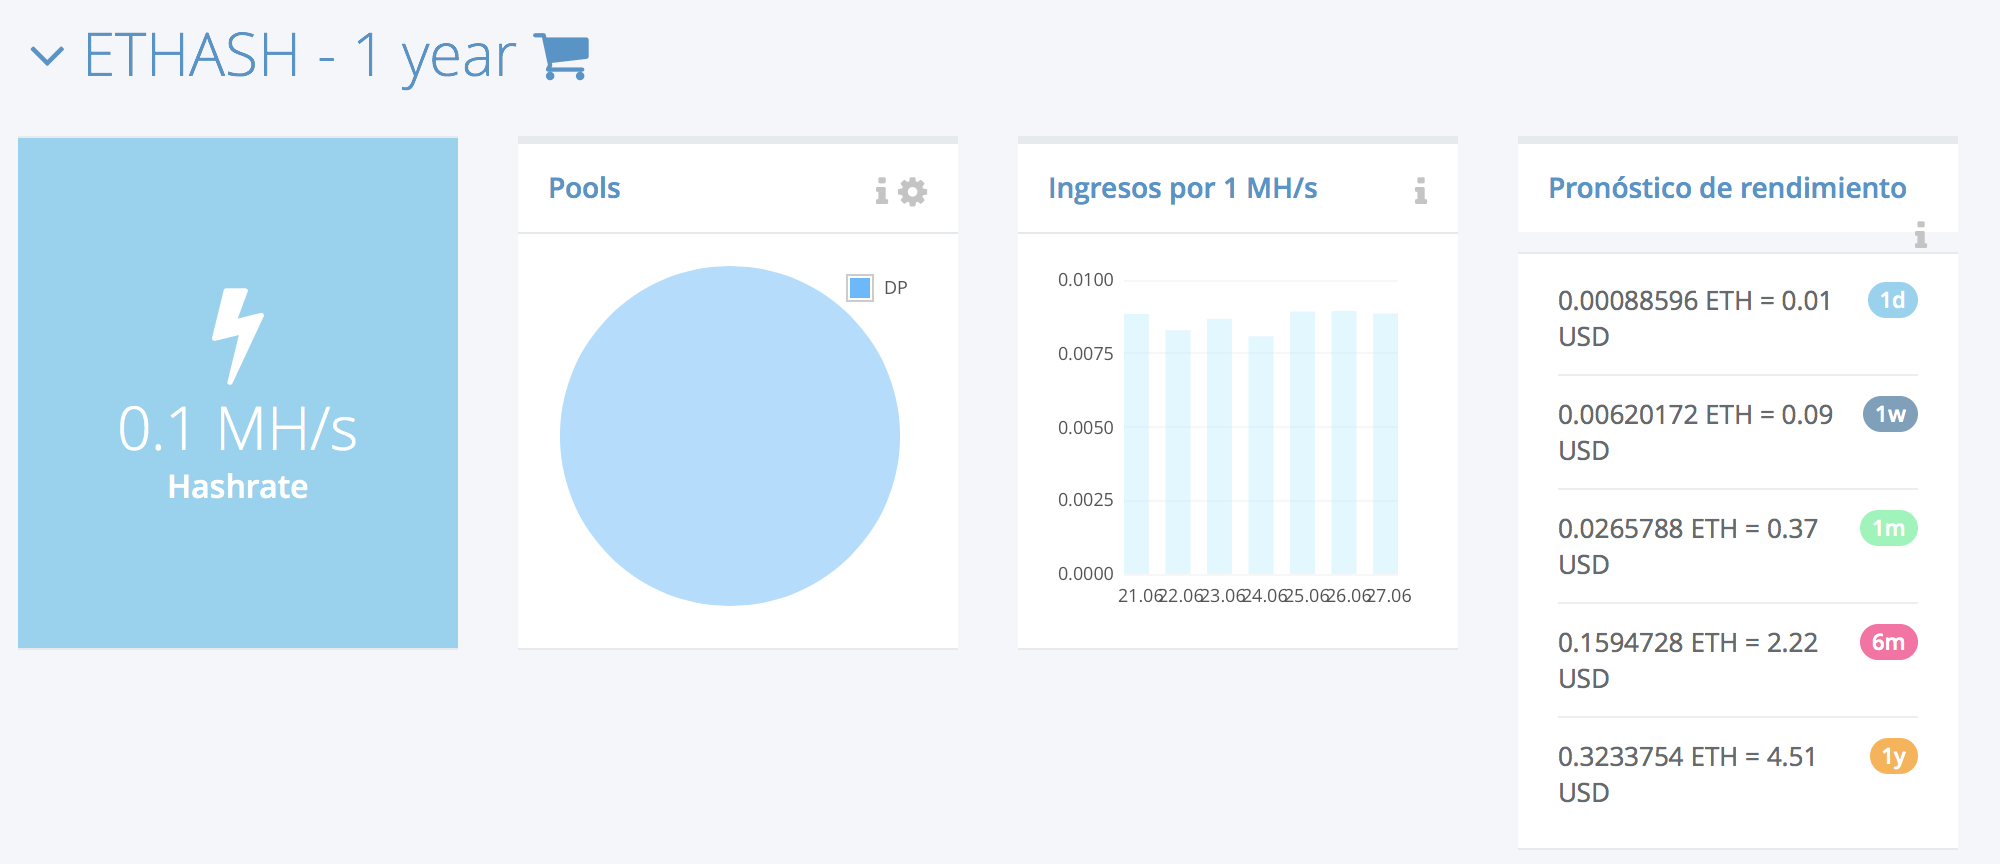 ETHASH - 1 year
0.1 MH/s
Hashrate
Pools
DP
Ingresos por 1 MH/s
0.0100
0.0075
0.0050
0.0025
0.0000
21.06 22.06 23.06 24.06 25.06 26.06 27.06
Pronóstico de rendimiento
0.00088596 ETH = 0.01 1d
USD
0.00620172 ETH = 0.09 1w
USD
0.0265788 ETH = 0.37 1m
USD
0.1594728 ETH = 2.22 6m
USD
0.3233754 ETH = 4.51 1y
USD